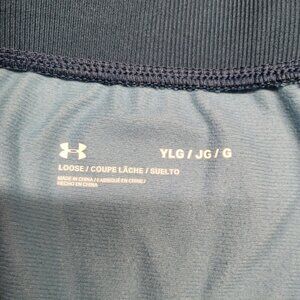 YLG / JG / G
LOOSE / COUPE LÂCHE / SUELTO
MADE IN CHINA / FABRIQUÉ EN CHINE /
HECHO EN CHINA